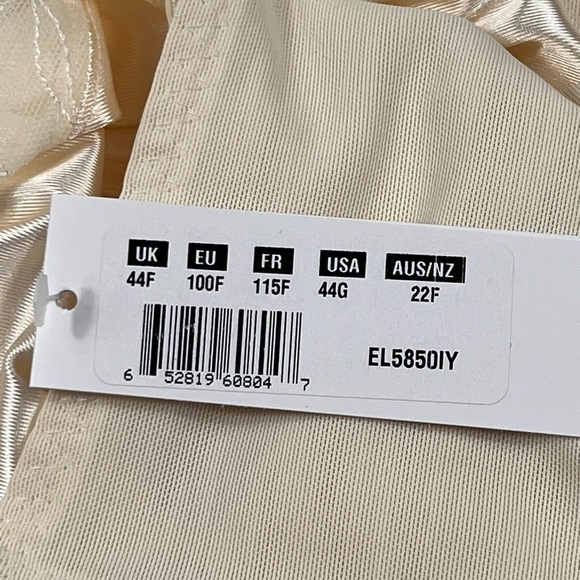 UK EU FR USA AUS/NZ
44F 100F 115F 44G 22F
EL5850IY
6 52819 60804 7